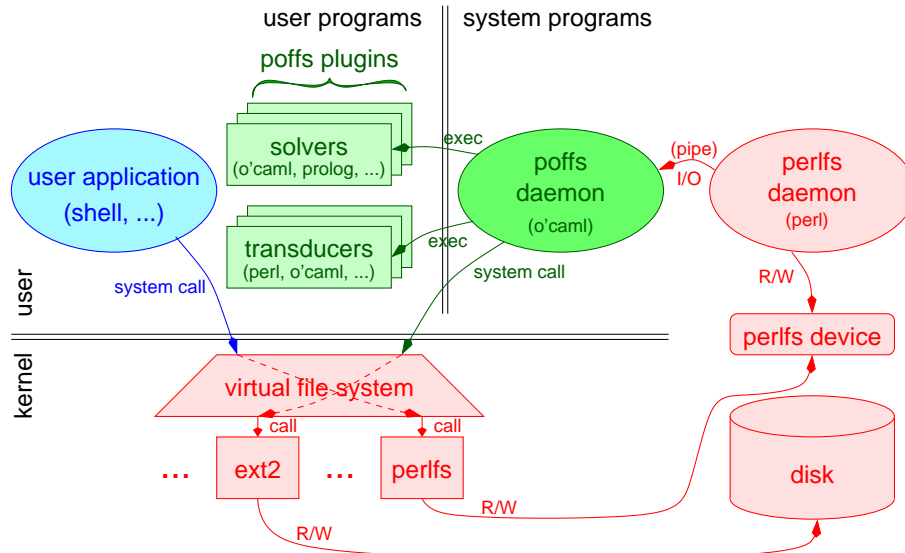 user programs
system programs
poffs plugins
solvers
(o'caml, prolog, ...)
exec
user application
(shell, ...)
poffs
daemon
(o'caml)
(pipe)
I/O
perlfs
daemon
(perl)
transducers
(perl, o'caml, ...)
exec
system call
system call
R/W
user
kernel
perlfs device
virtual file system
call
call
...
ext2
...
perlfs
disk
R/W
R/W